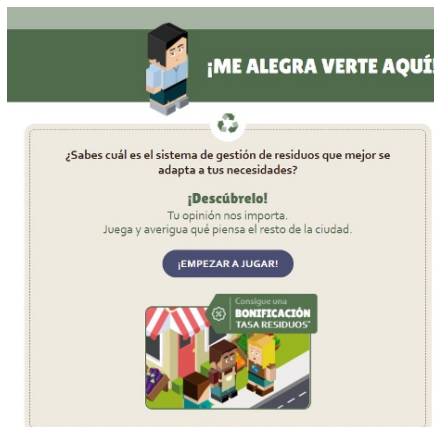 ¡ME ALEGRA VERTE AQUÍ!
¿Sabes cuál es el sistema de gestión de residuos que mejor se
adapta a tus necesidades?
¡Descúbrelo!
Tu opinión nos importa.
Juega y averigua qué piensa el resto de la ciudad.
¡EMPEZAR A JUGAR!
Consigue una
BONIFICACIÓN
TASA RESIDUOS*